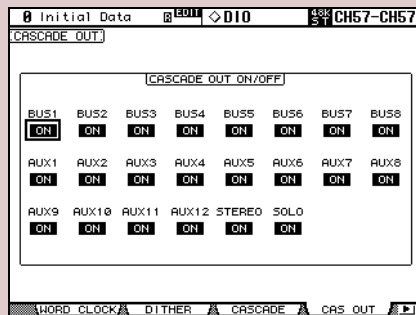 0 Initial Data R EDIT ◇DIO 48K ST CH57-CH57
CASCADE OUT
CASCADE OUT ON/OFF
BUS1 BUS2 BUS3 BUS4 BUS5 BUS6 BUS7 BUS8
ON ON ON ON ON ON ON ON
AUX1 AUX2 AUX3 AUX4 AUX5 AUX6 AUX7 AUX8
ON ON ON ON ON ON ON ON
AUX9 AUX10 AUX11 AUX12 STEREO SOLO
ON ON ON ON ON ON
WORD CLOCK DITHER CASCADE CAS OUT